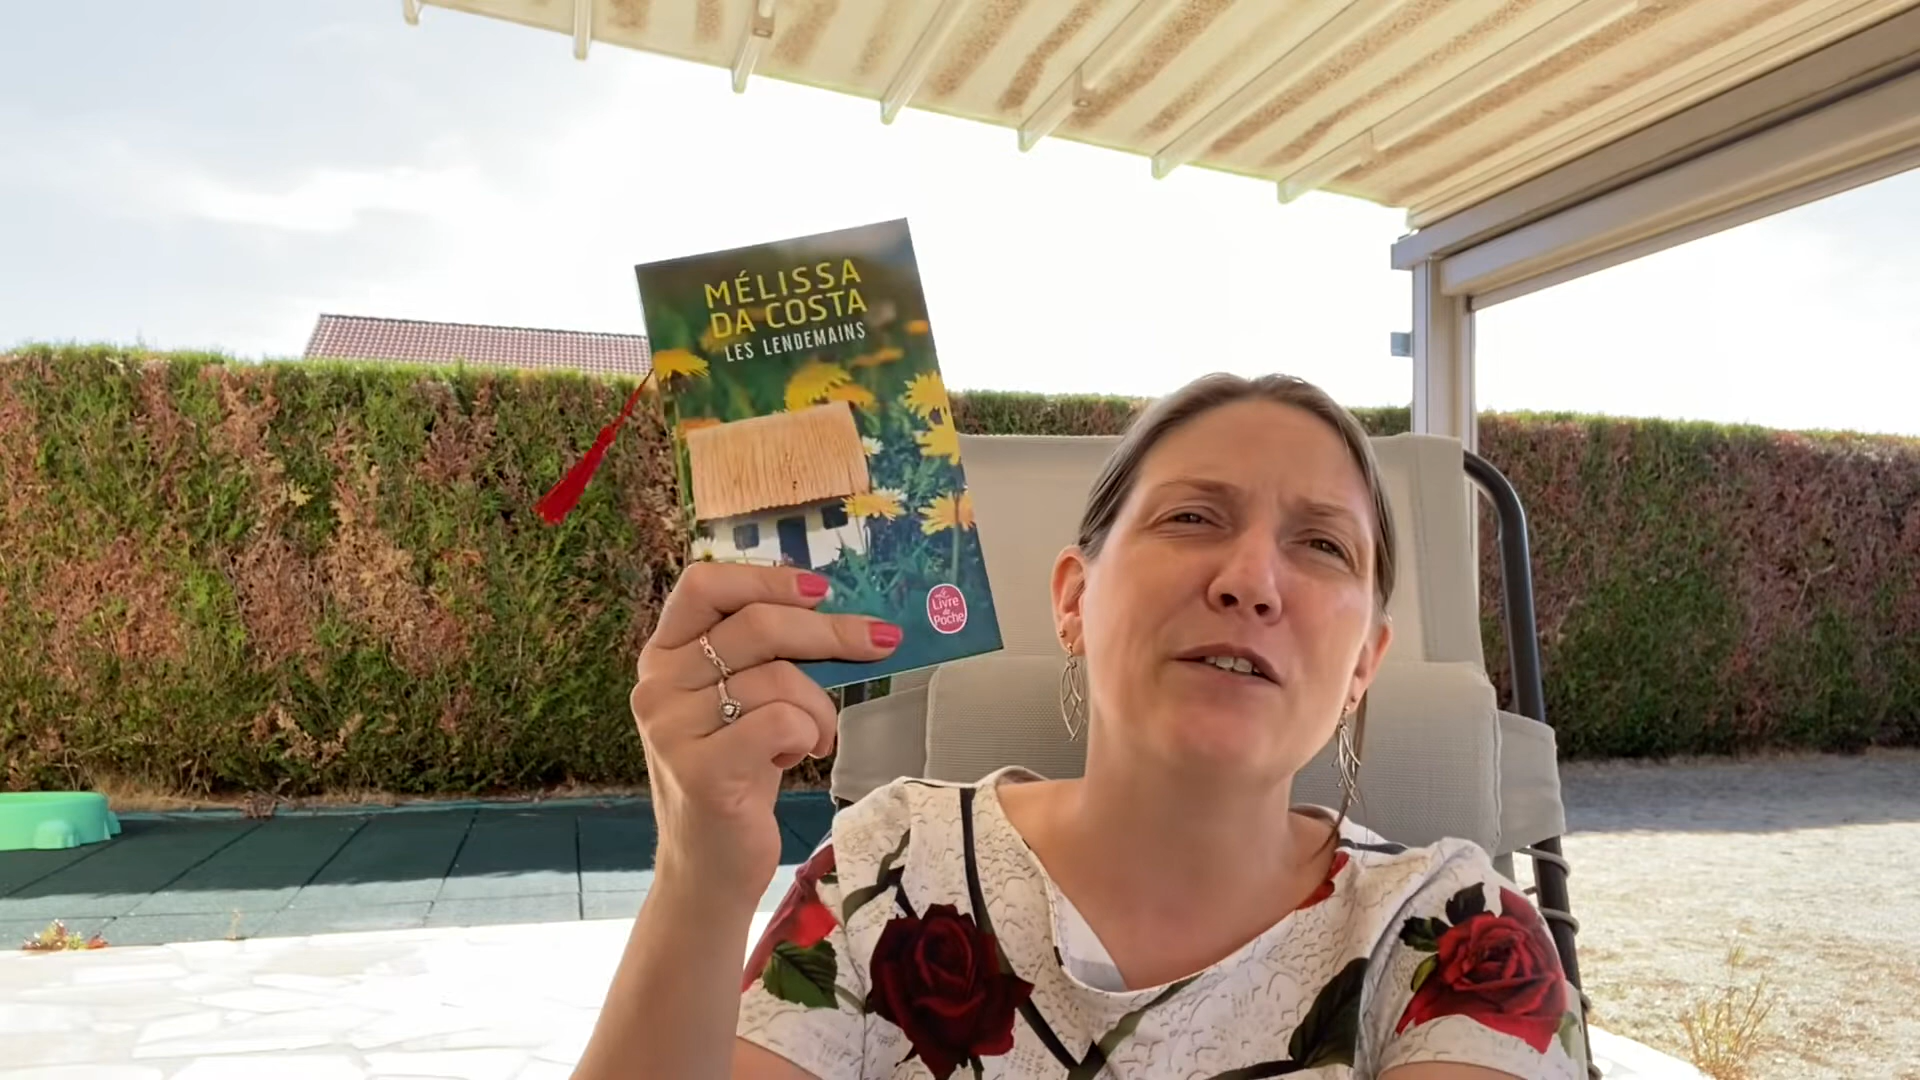 MÉLISSA
DA COSTA
LES LENDEMAINS
Le
Livre
de
Poche